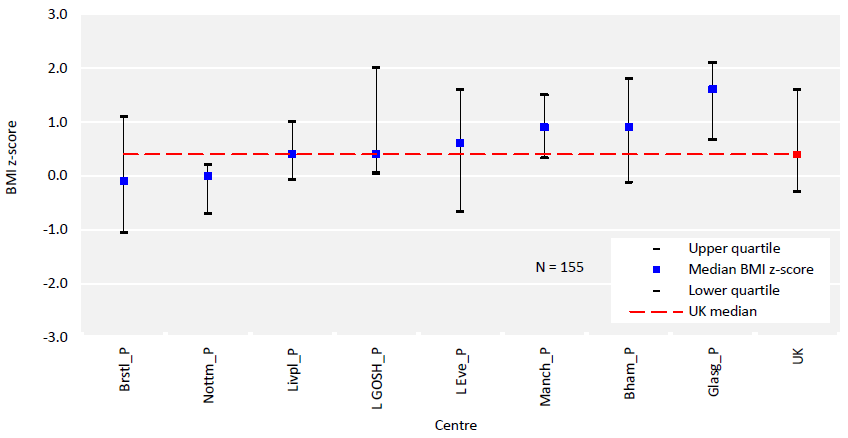 3.0
2.0
1.0
0.0
-1.0
-2.0
-3.0
BMI z-score
N = 155
Upper quartile
Median BMI z-score
Lower quartile
UK median
Brstl_P
Nottm_P
Livpl_P
L GOSH_P
L Eve_P
Manch_P
Bham_P
Glasg_P
UK
Centre